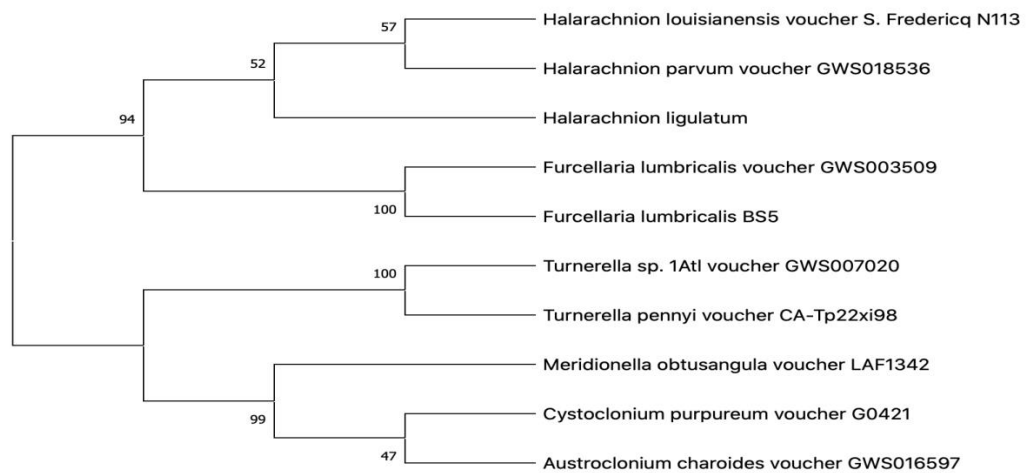 57
Halarachnion louisianensis voucher S. Fredericq N113
52
Halarachnion parvum voucher GWS018536
94
Halarachnion ligulatum
Furcellaria lumbricalis voucher GWS003509
100
Furcellaria lumbricalis BS5
100
Turnerella sp. 1Atl voucher GWS007020
Turnerella pennyi voucher CA-Tp22xi98
Meridionella obtusangula voucher LAF1342
99
Cystoclonium purpureum voucher G0421
47
Austroclonium charoides voucher GWS016597